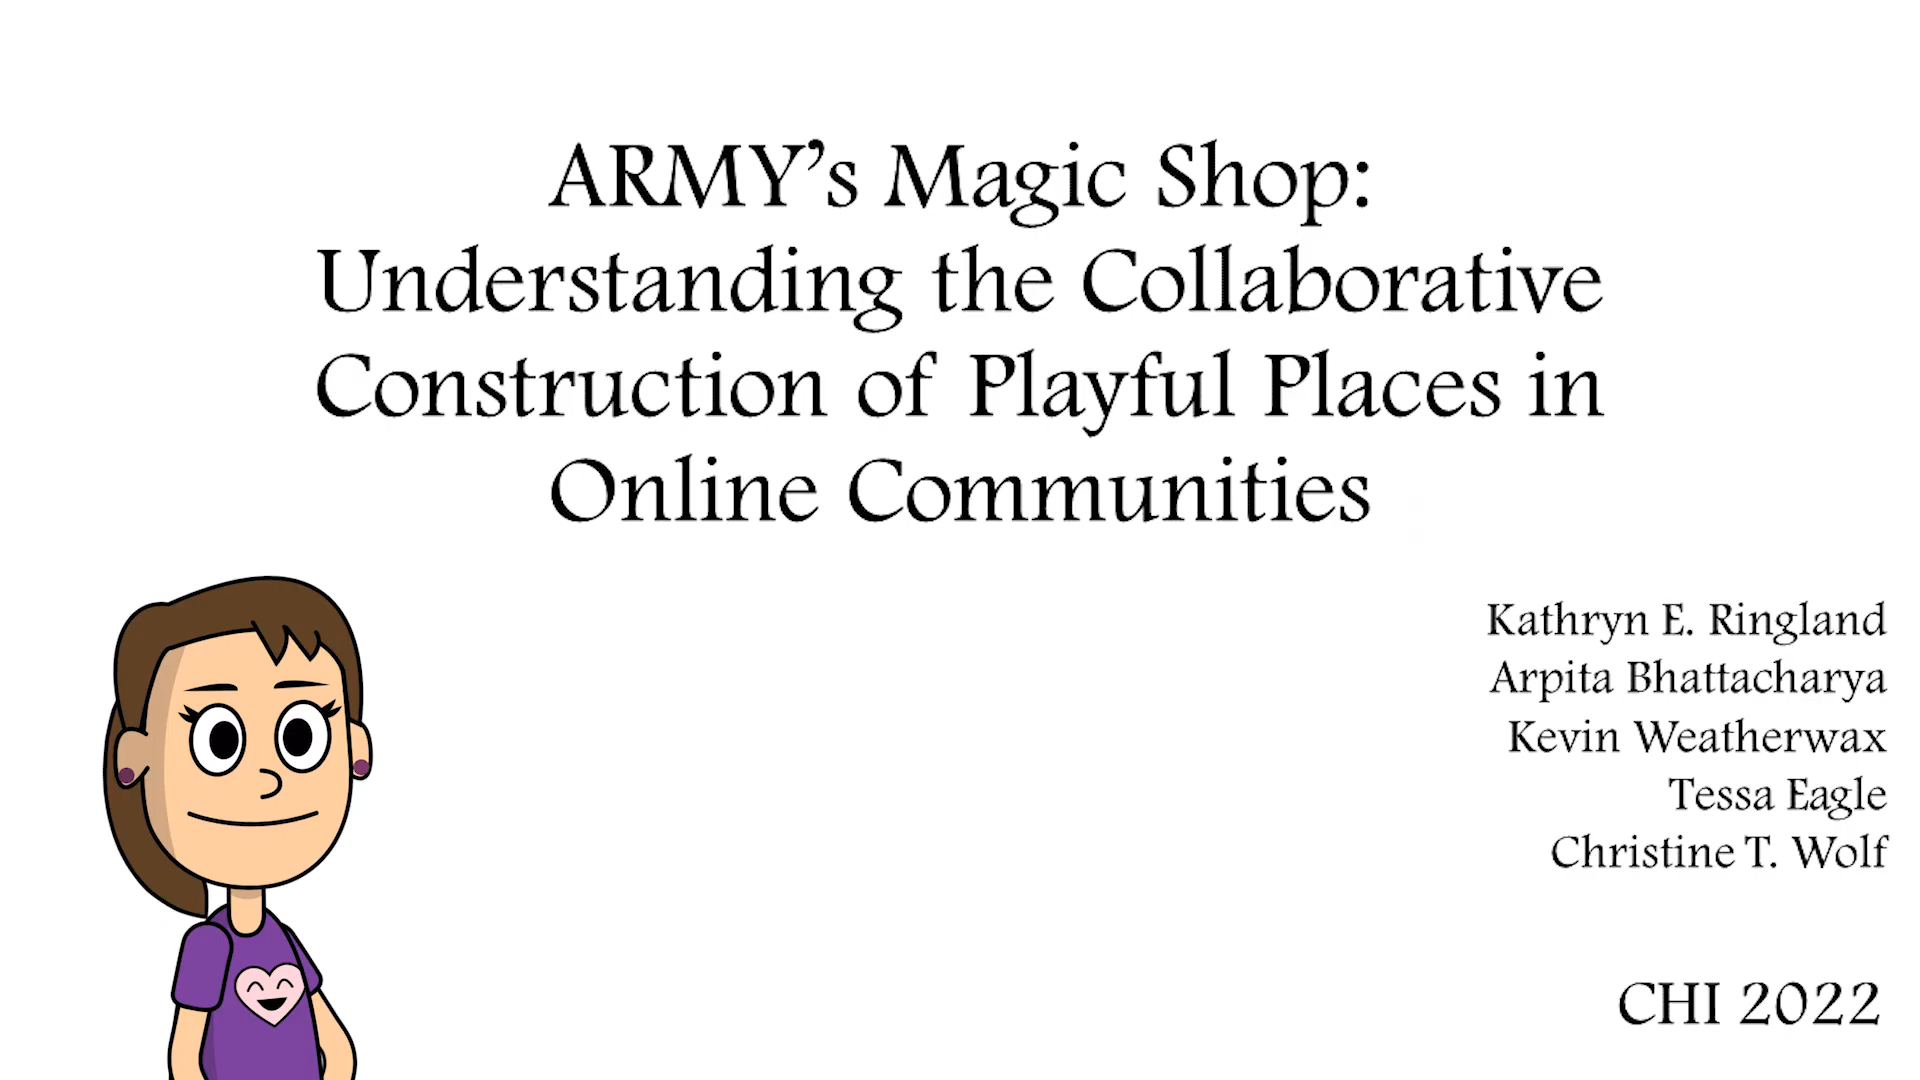 ARMY’s Magic Shop:
Understanding the Collaborative
Construction of Playful Places in
Online Communities
Kathryn E. Ringland
Arpita Bhattacharya
Kevin Weatherwax
Tessa Eagle
Christine T. Wolf
CHI 2022